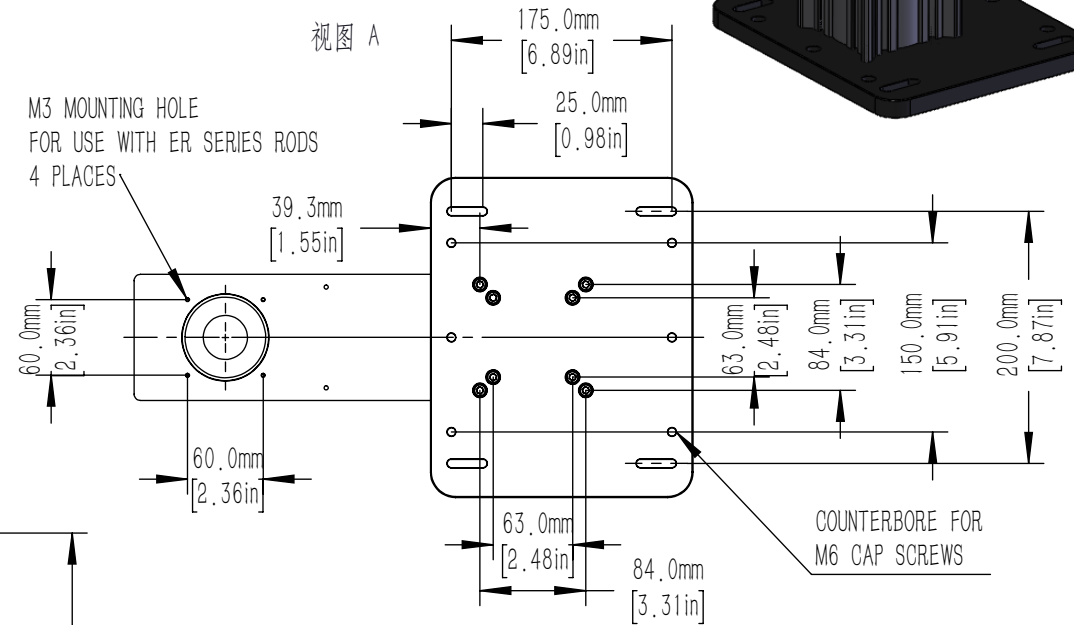 视图 A
175.0mm
[6.89in]
M3 MOUNTING HOLE
FOR USE WITH ER SERIES RODS
4 PLACES
25.0mm
[0.98in]
39.3mm
[1.55in]
60.0mm
[2.36in]
63.0mm
[2.48in]
84.0mm
[3.31in]
150.0mm
[5.91in]
200.0mm
[7.87in]
60.0mm
[2.36in]
63.0mm
[2.48in]
84.0mm
[3.31in]
COUNTERBORE FOR
M6 CAP SCREWS